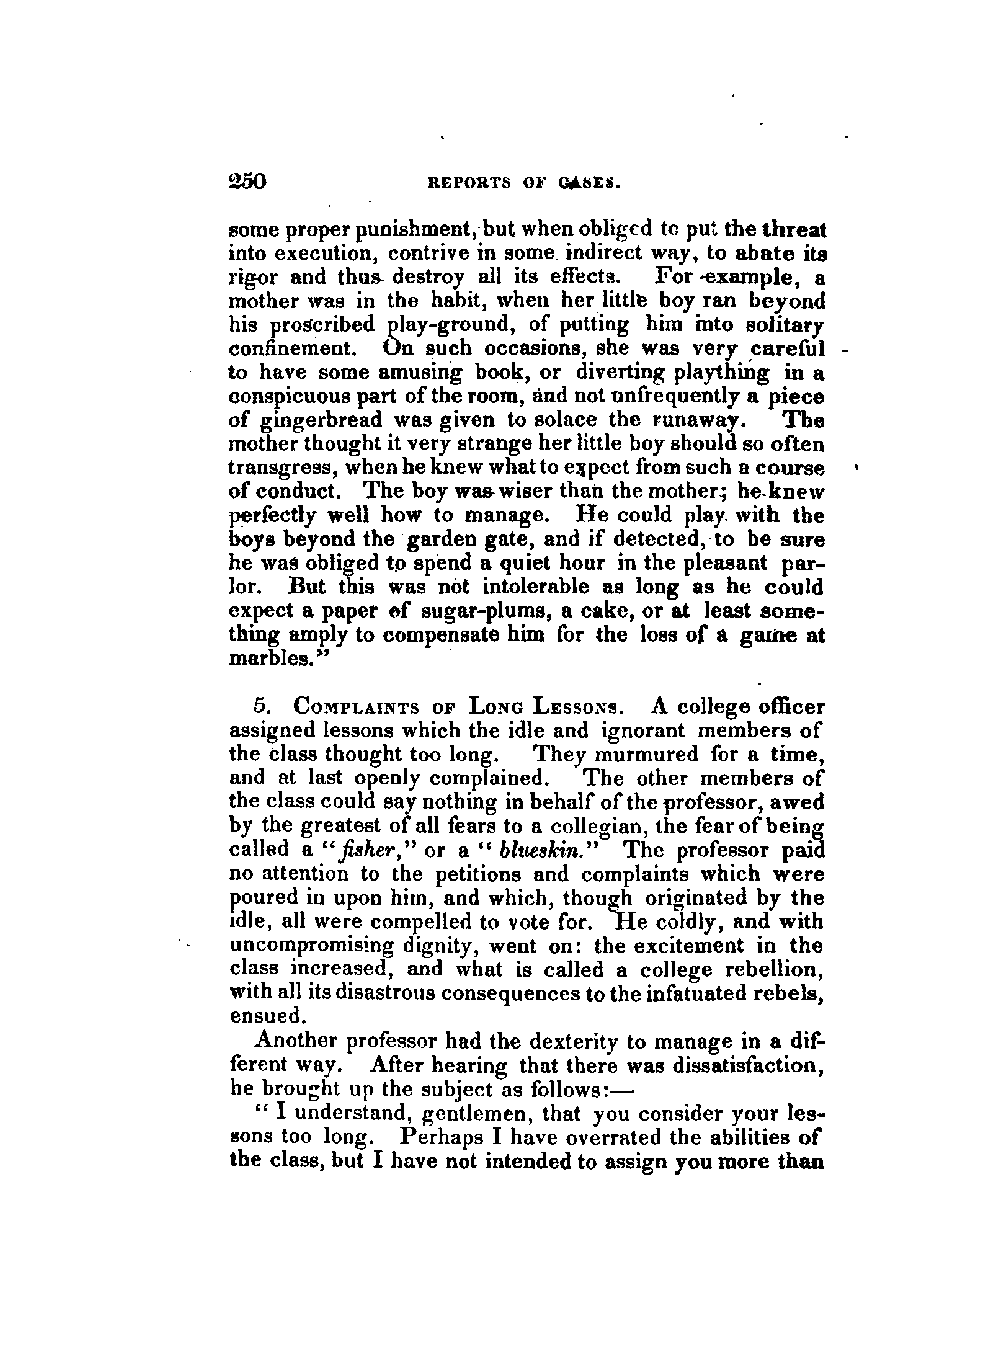 250 REPORTS OF CASES.
some proper punishment, but when obliged to put the threat
into execution, contrive in some indirect way, to abate its
rigor and thus destroy all its effects. For example, a
mother was in the habit, when her little boy ran beyond
his proscribed play-ground, of putting him into solitary
confinement. On such occasions, she was very careful
to have some amusing book, or diverting plaything in a
conspicuous part of the room, and not unfrequently a piece
of gingerbread was given to solace the runaway. The
mother thought it very strange her little boy should so often
transgress, when he knew what to expect from such a course
of conduct. The boy was wiser than the mother; he knew
perfectly well how to manage. He could play with the
boys beyond the garden gate, and if detected, to be sure
he was obliged to spend a quiet hour in the pleasant par-
lor. But this was not intolerable as long as he could
expect a paper of sugar-plums, a cake, or at least some-
thing amply to compensate him for the loss of a game at
marbles."
5. COMPLAINTS OF LONG LESSONS. A college officer
assigned lessons which the idle and ignorant members of
the class thought too long. They murmured for a time,
and at last openly complained. The other members of
the class could say nothing in behalf of the professor, awed
by the greatest of all fears to a collegian, the fear of being
called a "fisher," or a "blueskin." The professor paid
no attention to the petitions and complaints which were
poured in upon him, and which, though originated by the
idle, all were compelled to vote for. He coldly, and with
uncompromising dignity, went on: the excitement in the
class increased, and what is called a college rebellion,
with all its disastrous consequences to the infatuated rebels,
ensued.
Another professor had the dexterity to manage in a dif-
ferent way. After hearing that there was dissatisfaction,
he brought up the subject as follows:—
"I understand, gentlemen, that you consider your les-
sons too long. Perhaps I have overrated the abilities of
the class, but I have not intended to assign you more than